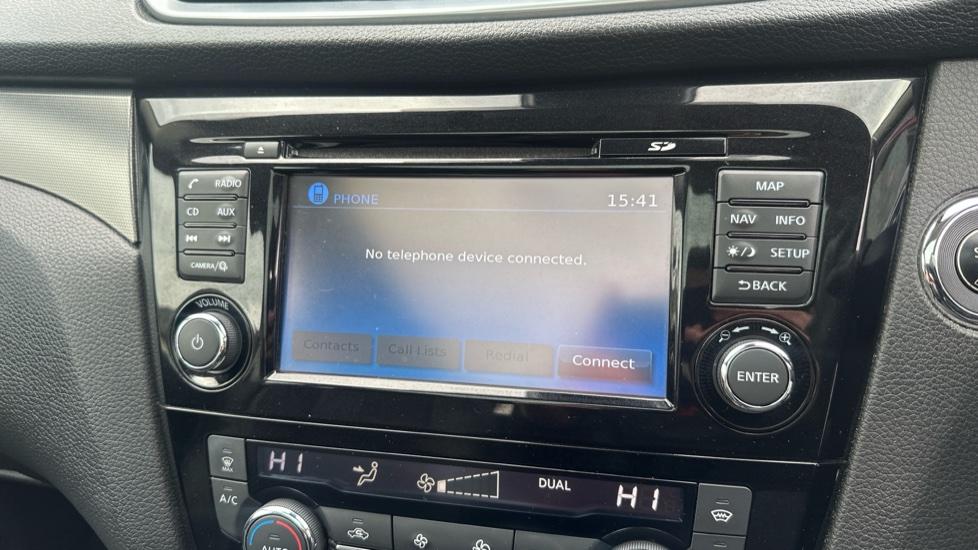 SD
RADIO
CD AUX
CAMERA/
VOLUME
PHONE 15:41
No telephone device connected.
Contacts Call Lists Redial Connect
MAP
NAV INFO
SETUP
BACK
ENTER
MAX
A/C
HI DUAL HI
AUTO